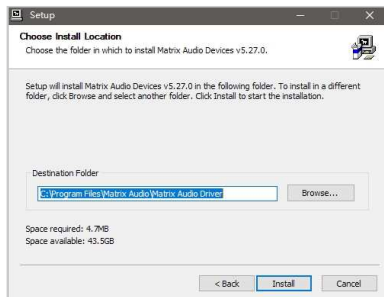 Setup
Choose Install Location
Choose the folder in which to install Matrix Audio Devices v5.27.0.
Setup will install Matrix Audio Devices v5.27.0 in the following folder. To install in a different
folder, click Browse and select another folder. Click Install to start the installation.
Destination Folder
C:\Program Files\Matrix Audio\Matrix Audio Driver
Browse...
Space required: 4.7MB
Space available: 43.5GB
< Back
Install
Cancel